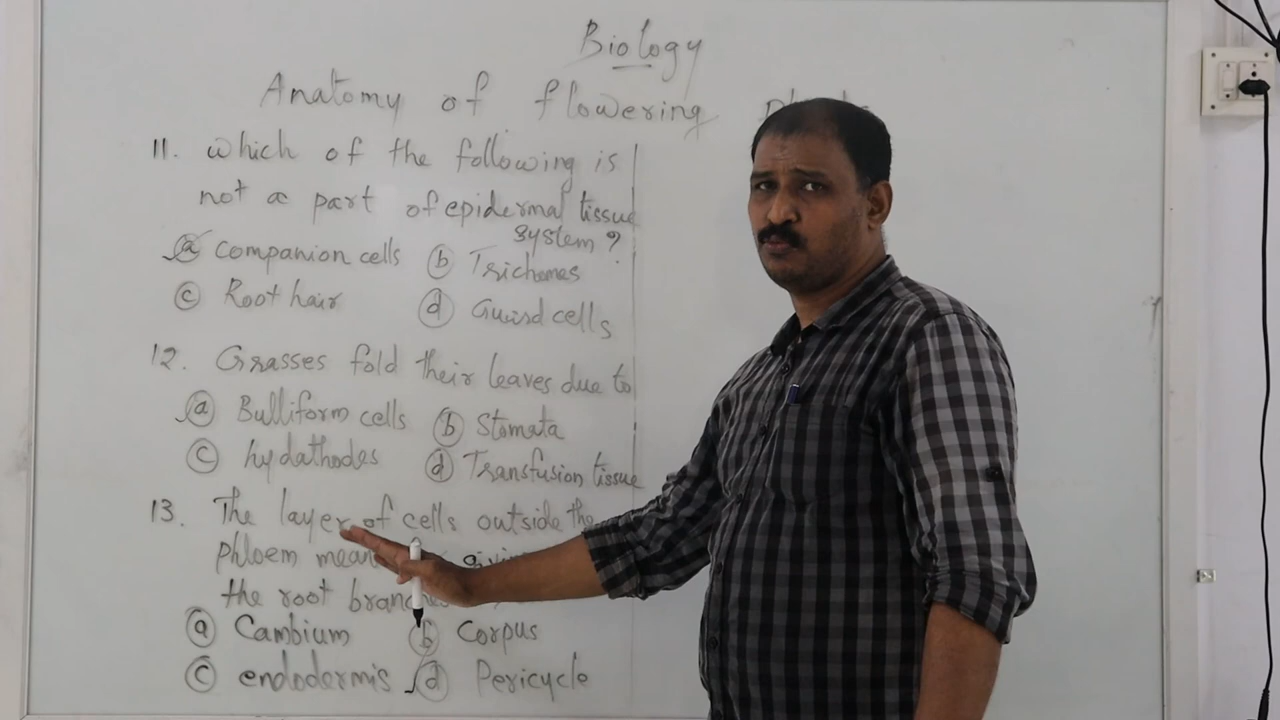 Biology
Anatomy of flowering
11. which of the following is
not a part of epidermal tissue
system ?
ⓐ Companion cells ⓑ Trichomes
ⓒ Root hair ⓓ Guard cells
12. Grasses fold their leaves due to
ⓐ Bulliform cells ⓑ Stomata
ⓒ hydathodes ⓓ Transfusion tissue
13. The layer of cells outside the
phloem
the root
ⓐ Cambium ⓑ Corpus
ⓒ endodermis ⓓ Pericycle